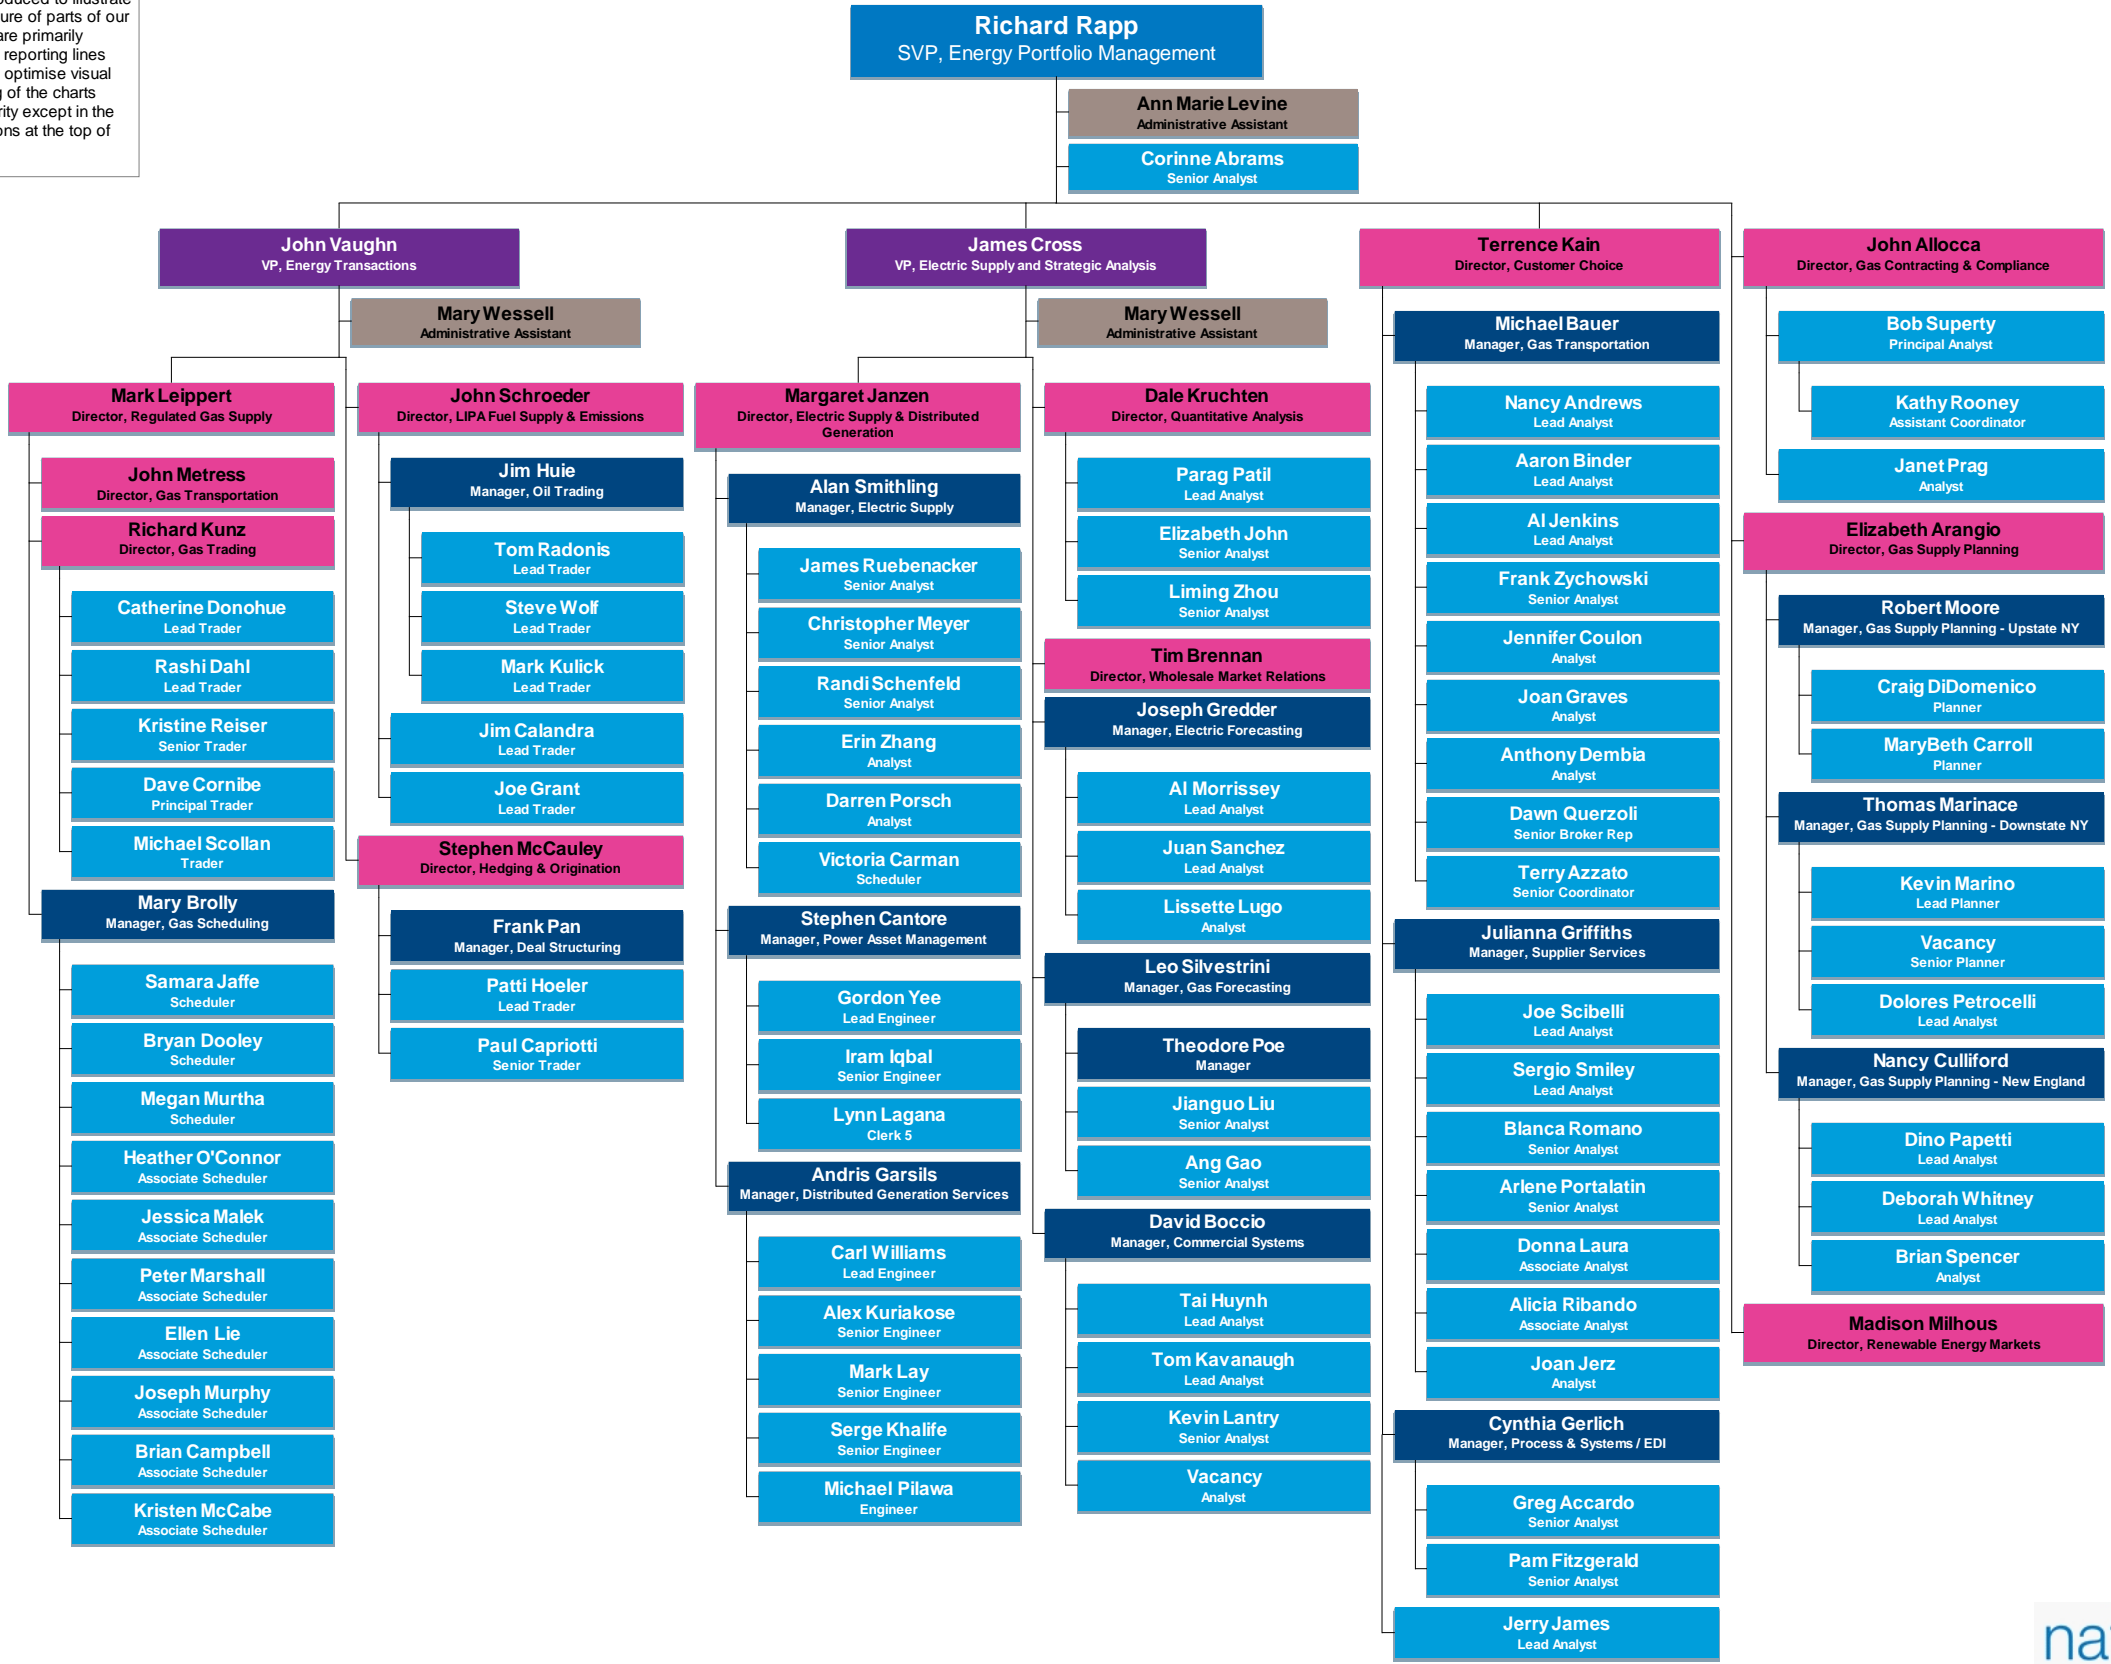 ure of parts of our
are primarily
reporting lines
optimise visual
of the charts
rity except in the
ons at the top of
Richard Rapp
SVP, Energy Portfolio Management
Ann Marie Levine
Administrative Assistant
Corinne Abrams
Senior Analyst
John Vaughn
VP, Energy Transactions
Mary Wessell
Administrative Assistant
Mark Leippert
Director, Regulated Gas Supply
John Metress
Director, Gas Transportation
Richard Kunz
Director, Gas Trading
Catherine Donohue
Lead Trader
Rashi Dahl
Lead Trader
Kristine Reiser
Senior Trader
Dave Cornibe
Principal Trader
Michael Scollan
Trader
Mary Brolly
Manager, Gas Scheduling
Samara Jaffe
Scheduler
Bryan Dooley
Scheduler
Megan Murtha
Scheduler
Heather O'Connor
Associate Scheduler
Jessica Malek
Associate Scheduler
Peter Marshall
Associate Scheduler
Ellen Lie
Associate Scheduler
Joseph Murphy
Associate Scheduler
Brian Campbell
Associate Scheduler
Kristen McCabe
Associate Scheduler
John Schroeder
Director, LIPA Fuel Supply & Emissions
Jim Huie
Manager, Oil Trading
Tom Radonis
Lead Trader
Steve Wolf
Lead Trader
Mark Kulick
Lead Trader
Jim Calandra
Lead Trader
Joe Grant
Lead Trader
Stephen McCauley
Director, Hedging & Origination
Frank Pan
Manager, Deal Structuring
Patti Hoeler
Lead Trader
Paul Capriotti
Senior Trader
James Cross
VP, Electric Supply and Strategic Analysis
Mary Wessell
Administrative Assistant
Margaret Janzen
Director, Electric Supply & Distributed
Generation
Alan Smithling
Manager, Electric Supply
James Ruebenacker
Senior Analyst
Christopher Meyer
Senior Analyst
Randi Schenfeld
Senior Analyst
Erin Zhang
Analyst
Darren Porsch
Analyst
Victoria Carman
Scheduler
Stephen Cantore
Manager, Power Asset Management
Gordon Yee
Lead Engineer
Iram Iqbal
Senior Engineer
Lynn Lagana
Clerk 5
Andris Garsils
Manager, Distributed Generation Services
Carl Williams
Lead Engineer
Alex Kuriakose
Senior Engineer
Mark Lay
Senior Engineer
Serge Khalife
Senior Engineer
Michael Pilawa
Engineer
Dale Kruchten
Director, Quantitative Analysis
Parag Patil
Lead Analyst
Elizabeth John
Senior Analyst
Liming Zhou
Senior Analyst
Tim Brennan
Director, Wholesale Market Relations
Joseph Gredder
Manager, Electric Forecasting
Al Morrissey
Lead Analyst
Juan Sanchez
Lead Analyst
Lissette Lugo
Analyst
Leo Silvestrini
Manager, Gas Forecasting
Theodore Poe
Manager
Jianguo Liu
Senior Analyst
Ang Gao
Senior Analyst
David Boccio
Manager, Commercial Systems
Tai Huynh
Lead Analyst
Tom Kavanaugh
Lead Analyst
Kevin Lantry
Senior Analyst
Vacancy
Analyst
Terrence Kain
Director, Customer Choice
Michael Bauer
Manager, Gas Transportation
Nancy Andrews
Lead Analyst
Aaron Binder
Lead Analyst
Al Jenkins
Lead Analyst
Frank Zychowski
Senior Analyst
Jennifer Coulon
Analyst
Joan Graves
Analyst
Anthony Dembia
Analyst
Dawn Querzoli
Senior Broker Rep
Terry Azzato
Senior Coordinator
Julianna Griffiths
Manager, Supplier Services
Joe Scibelli
Lead Analyst
Sergio Smiley
Lead Analyst
Blanca Romano
Senior Analyst
Arlene Portalatin
Senior Analyst
Donna Laura
Associate Analyst
Alicia Ribando
Associate Analyst
Joan Jerz
Analyst
Cynthia Gerlich
Manager, Process & Systems / EDI
Greg Accardo
Senior Analyst
Pam Fitzgerald
Senior Analyst
Jerry James
Lead Analyst
John Allocca
Director, Gas Contracting & Compliance
Bob Superty
Principal Analyst
Kathy Rooney
Assistant Coordinator
Janet Prag
Analyst
Elizabeth Arangio
Director, Gas Supply Planning
Robert Moore
Manager, Gas Supply Planning - Upstate NY
Craig DiDomenico
Planner
MaryBeth Carroll
Planner
Thomas Marinace
Manager, Gas Supply Planning - Downstate NY
Kevin Marino
Lead Planner
Vacancy
Senior Planner
Dolores Petrocelli
Lead Analyst
Nancy Culliford
Manager, Gas Supply Planning - New England
Dino Papetti
Lead Analyst
Deborah Whitney
Lead Analyst
Brian Spencer
Analyst
Madison Milhous
Director, Renewable Energy Markets
na